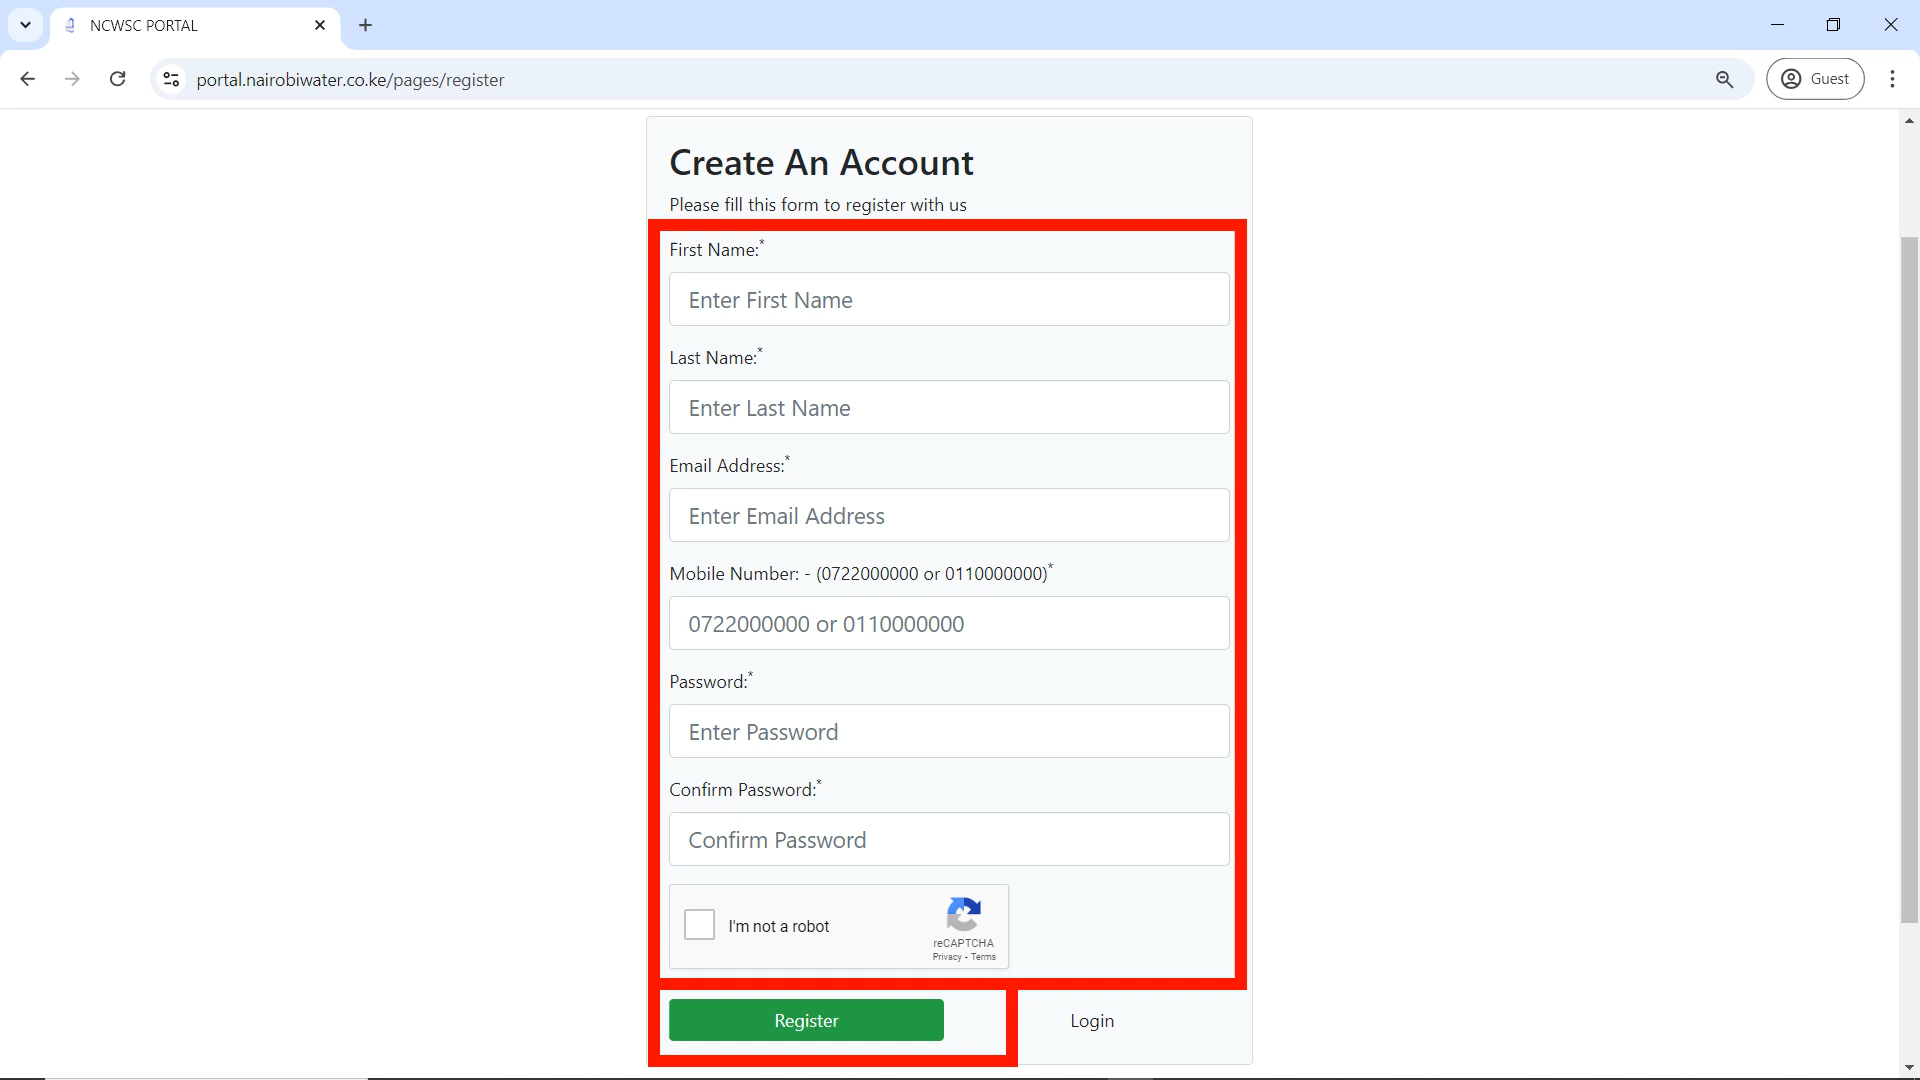 NCWSC PORTAL
portal.nairobiwater.co.ke/pages/register
Guest
Create An Account
Please fill this form to register with us
First Name:*
Enter First Name
Last Name:*
Enter Last Name
Email Address:*
Enter Email Address
Mobile Number: - (0722000000 or 0110000000)*
0722000000 or 0110000000
Password:*
Enter Password
Confirm Password:*
Confirm Password
I'm not a robot
reCAPTCHA
Privacy - Terms
Register
Login